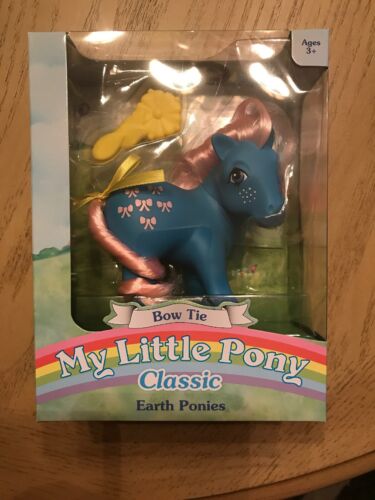 Ages
3+
Bow Tie
My Little Pony
Classic
Earth Ponies